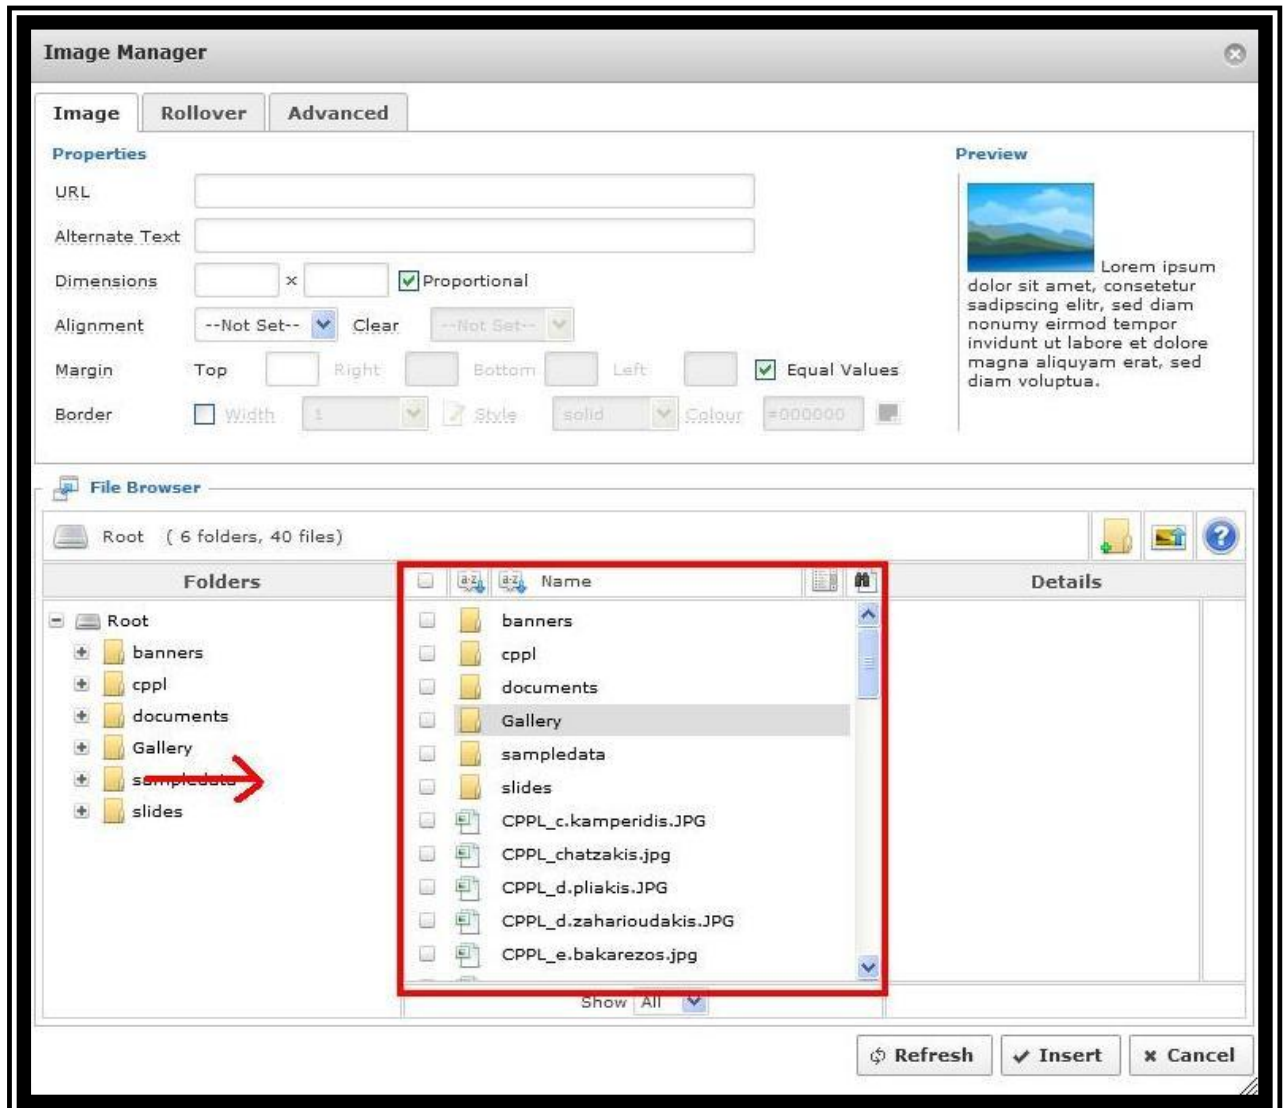 Image Manager
Image Rollover Advanced
Properties
Preview
URL
Alternate Text
Dimensions × Proportional
Alignment --Not Set-- Clear --Not Set--
Margin Top Right Bottom Left Equal Values
Border Width 1 Style solid Colour #000000
Lorem ipsum
dolor sit amet, consetetur
sadipscing elitr, sed diam
nonumy eirmod tempor
invidunt ut labore et dolore
magna aliquyam erat, sed
diam voluptua.
File Browser
Root ( 6 folders, 40 files)
Folders
Root
banners
cppl
documents
Gallery
sampledata
slides
Name
banners
cppl
documents
Gallery
sampledata
slides
CPPL_c.kamperidis.JPG
CPPL_chatzakis.jpg
CPPL_d.pliakis.JPG
CPPL_d.zaharioudakis.JPG
CPPL_e.bakarezos.jpg
Show All
Details
Refresh Insert Cancel